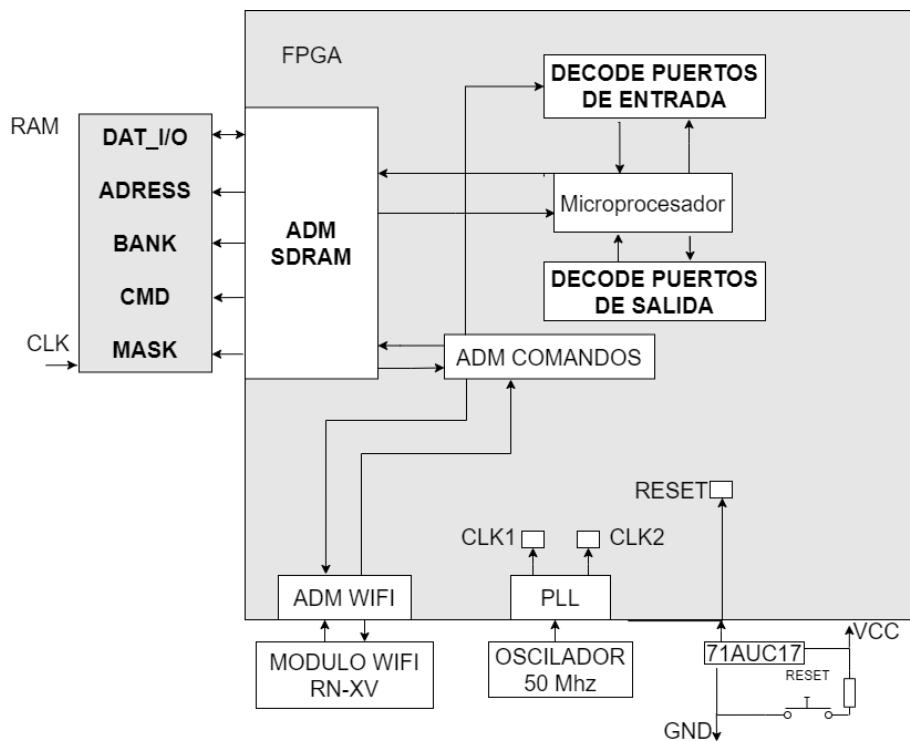 FPGA
DECODE PUERTOS
DE ENTRADA
RAM
DAT_I/O
ADRESS
BANK
CMD
MASK
CLK
ADM
SDRAM
Microprocesador
DECODE PUERTOS
DE SALIDA
ADM COMANDOS
RESET
CLK1
CLK2
ADM WIFI
PLL
MODULO WIFI
RN-XV
OSCILADOR
50 Mhz
71AUC17
VCC
RESET
GND